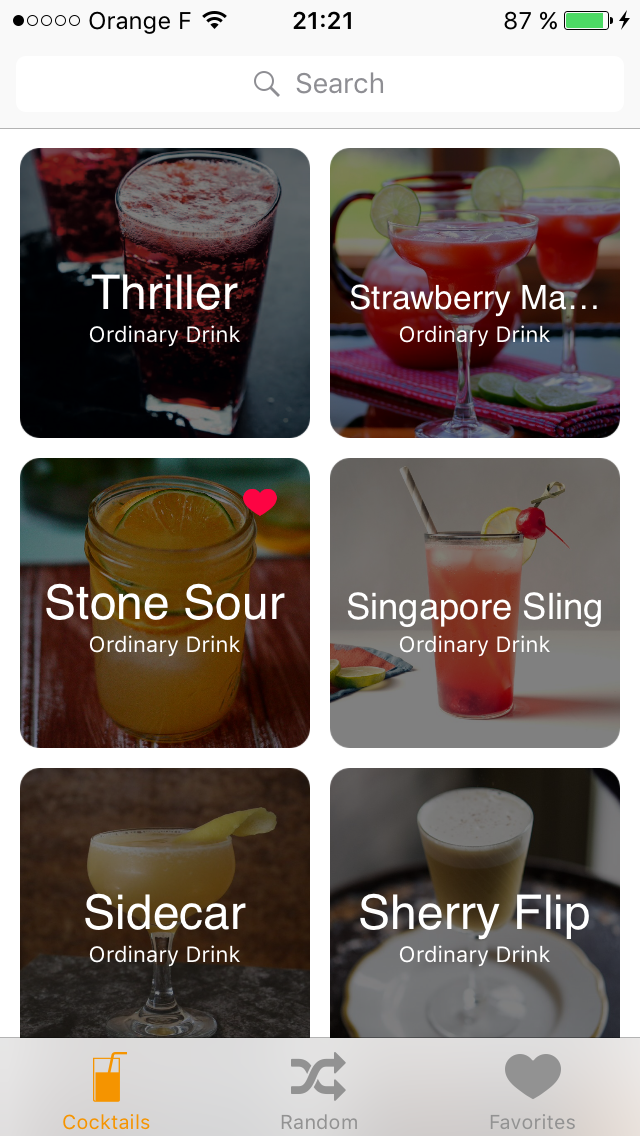 Orange F 21:21 87 %
Search
Thriller
Ordinary Drink
Strawberry Ma...
Ordinary Drink
Stone Sour
Ordinary Drink
Singapore Sling
Ordinary Drink
Sidecar
Ordinary Drink
Sherry Flip
Ordinary Drink
Cocktails
Random
Favorites